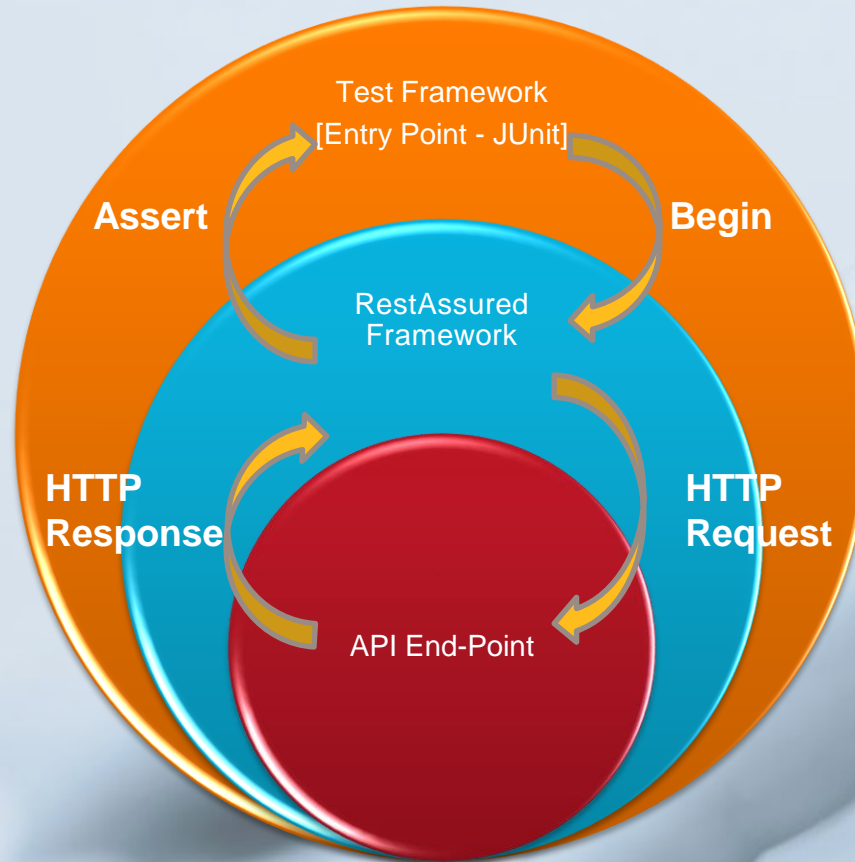 Test Framework
[Entry Point - JUnit]
Assert
Begin
RestAssured
Framework
HTTP
Response
HTTP
Request
API End-Point